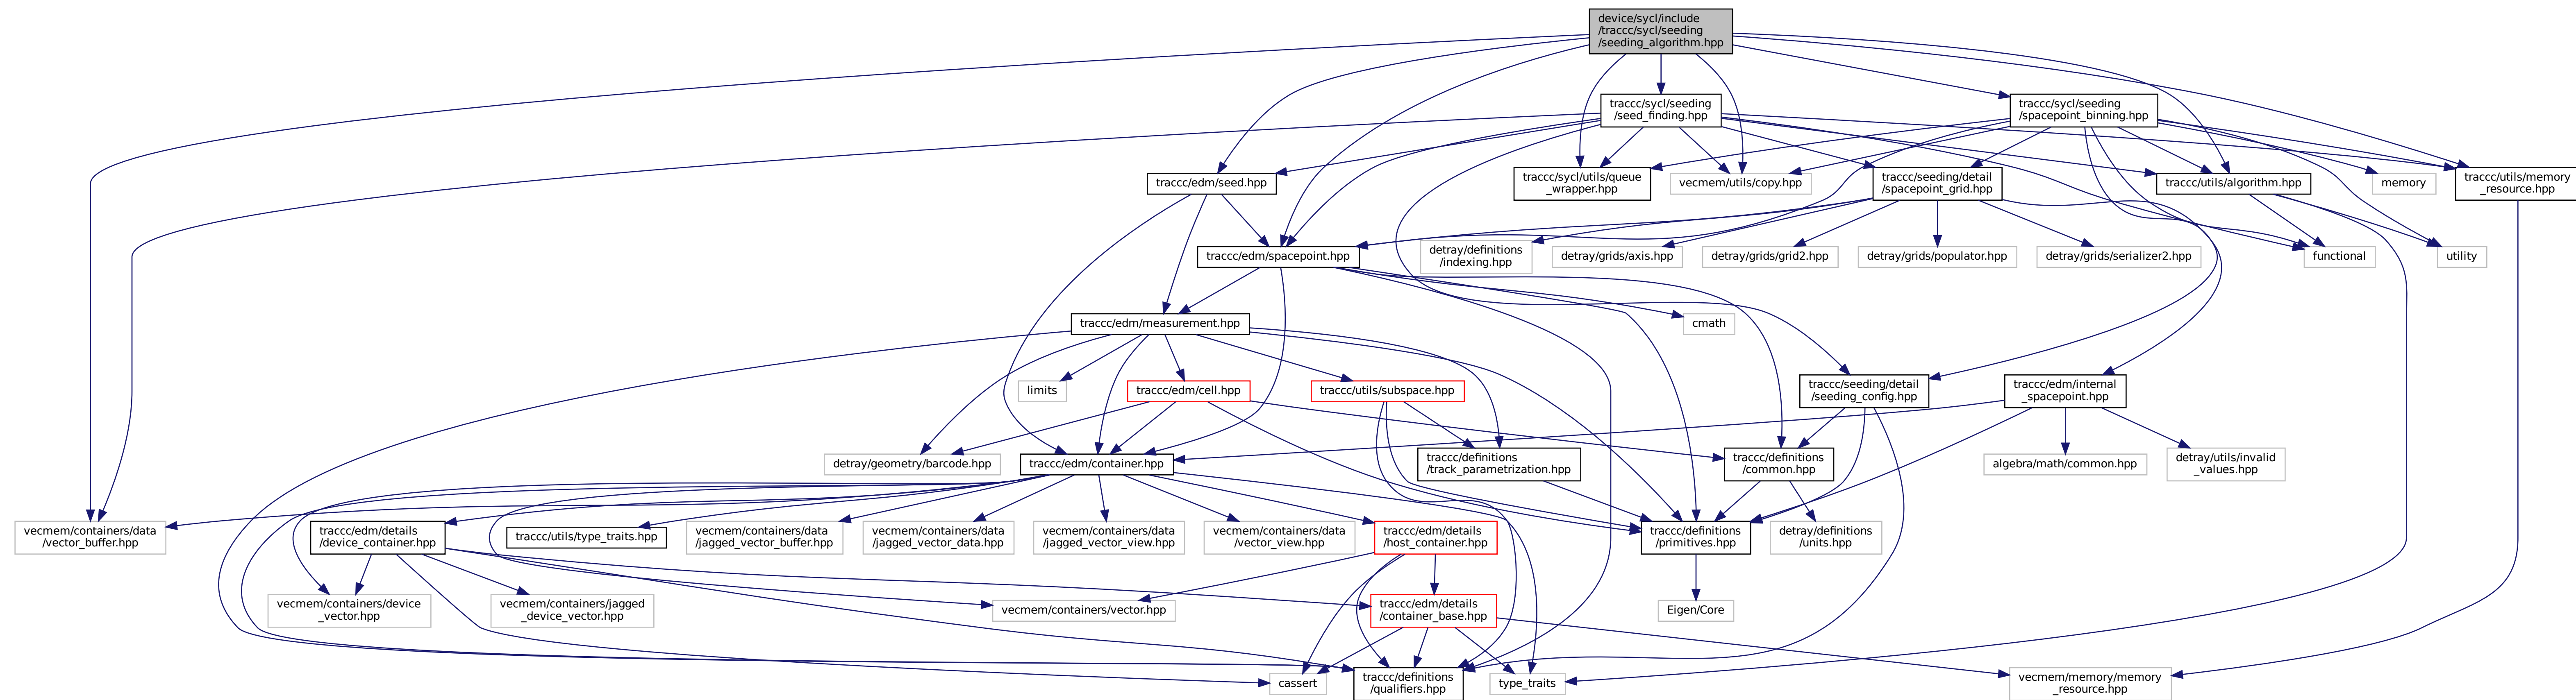 device/sycl/include
/traccc/sycl/seeding
/seeding_algorithm.hpp
traccc/sycl/seeding
/seed_finding.hpp
traccc/sycl/seeding
/spacepoint_binning.hpp
traccc/edm/seed.hpp
traccc/sycl/utils/queue
_wrapper.hpp
vecmem/utils/copy.hpp
traccc/seeding/detail
/spacepoint_grid.hpp
traccc/utils/algorithm.hpp
memory
traccc/utils/memory
_resource.hpp
traccc/edm/spacepoint.hpp
detray/definitions
/indexing.hpp
detray/grids/axis.hpp
detray/grids/grid2.hpp
detray/grids/populator.hpp
detray/grids/serializer2.hpp
functional
utility
traccc/edm/measurement.hpp
cmath
limits
traccc/edm/cell.hpp
traccc/utils/subspace.hpp
traccc/seeding/detail
/seeding_config.hpp
traccc/edm/internal
_spacepoint.hpp
detray/geometry/barcode.hpp
traccc/edm/container.hpp
traccc/definitions
/track_parametrization.hpp
traccc/definitions
/common.hpp
algebra/math/common.hpp
detray/utils/invalid
_values.hpp
vecmem/containers/data
/vector_buffer.hpp
traccc/edm/details
/device_container.hpp
traccc/utils/type_traits.hpp
vecmem/containers/data
/jagged_vector_buffer.hpp
vecmem/containers/data
/jagged_vector_data.hpp
vecmem/containers/data
/jagged_vector_view.hpp
vecmem/containers/data
/vector_view.hpp
traccc/edm/details
/host_container.hpp
traccc/definitions
/primitives.hpp
detray/definitions
/units.hpp
vecmem/containers/device
_vector.hpp
vecmem/containers/jagged
_device_vector.hpp
vecmem/containers/vector.hpp
traccc/edm/details
/container_base.hpp
Eigen/Core
cassert
traccc/definitions
/qualifiers.hpp
type_traits
vecmem/memory/memory
_resource.hpp